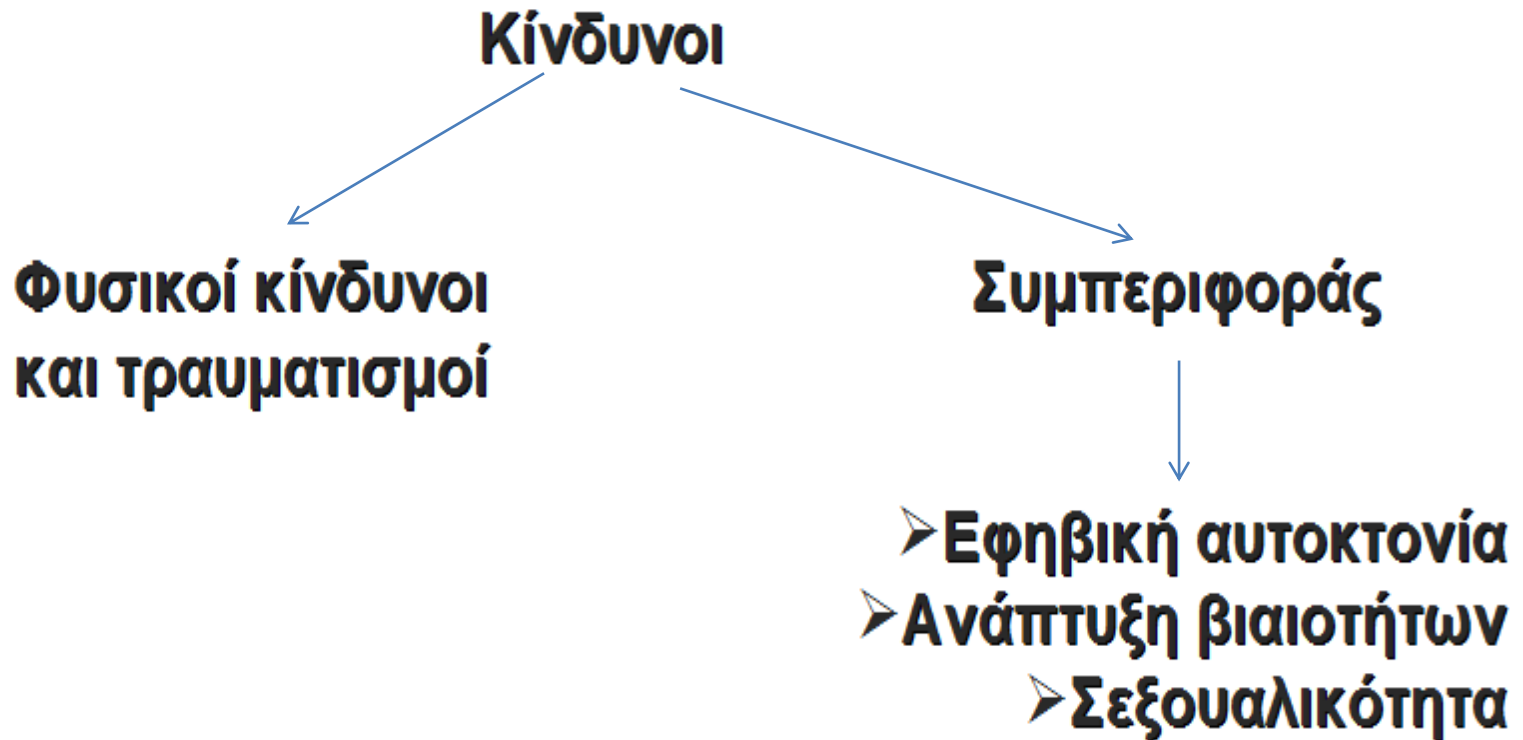 Κίνδυνοι
Φυσικοί κίνδυνοι
και τραυματισμοί
Συμπεριφοράς
➢Εφηβική αυτοκτονία
➢Ανάπτυξη βιαιοτήτων
➢Σεξουαλικότητα